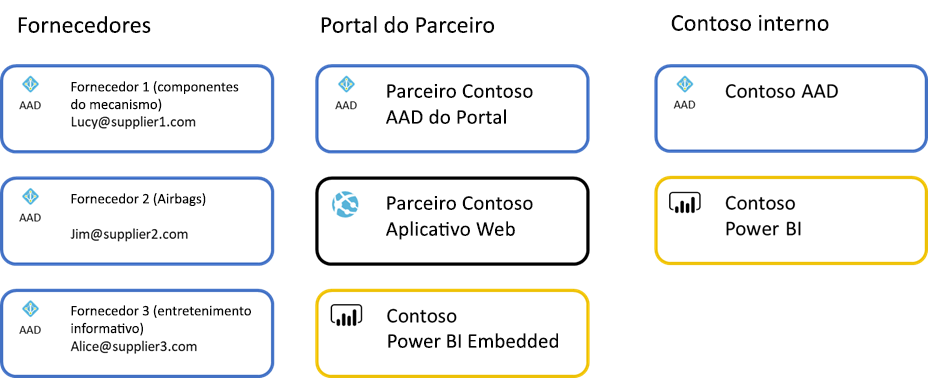 Fornecedores
AAD
Fornecedor 1 (componentes
do mecanismo)
Lucy@supplier1.com
AAD
Fornecedor 2 (Airbags)
Jim@supplier2.com
AAD
Fornecedor 3 (entretenimento
informativo)
Alice@supplier3.com
Portal do Parceiro
AAD
Parceiro Contoso
AAD do Portal
Parceiro Contoso
Aplicativo Web
Contoso
Power BI Embedded
Contoso interno
AAD
Contoso AAD
Contoso
Power BI